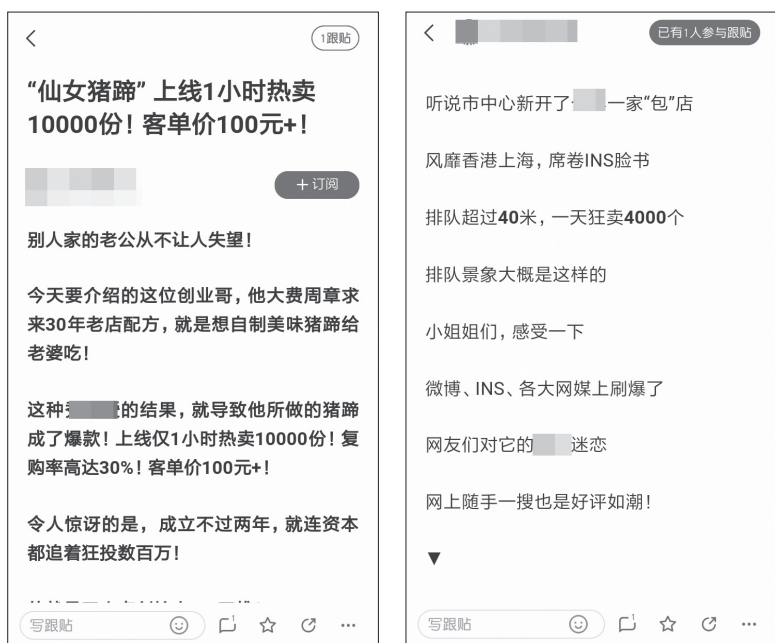 1跟贴
“仙女猪蹄”上线1小时热卖
10000份！客单价100元+！
+订阅
别人家的老公从不让人失望！
今天要介绍的这位创业哥，他大费周章求
来30年老店配方，就是想自制美味猪蹄给
老婆吃！
这种 的结果，就导致他所做的猪蹄
成了爆款！上线仅1小时热卖10000份！复
购率高达30%！客单价100元+！
令人惊讶的是，成立不过两年，就连资本
都追着狂投数百万！
写跟贴
1
已有1人参与跟贴
听说市中心新开了 一家“包”店
风靡香港上海，席卷INS脸书
排队超过40米，一天狂卖4000个
排队景象大概是这样的
小姐姐们，感受一下
微博、INS、各大网媒上刷爆了
网友们对它的 迷恋
网上随手一搜也是好评如潮！
▼
写跟贴
1